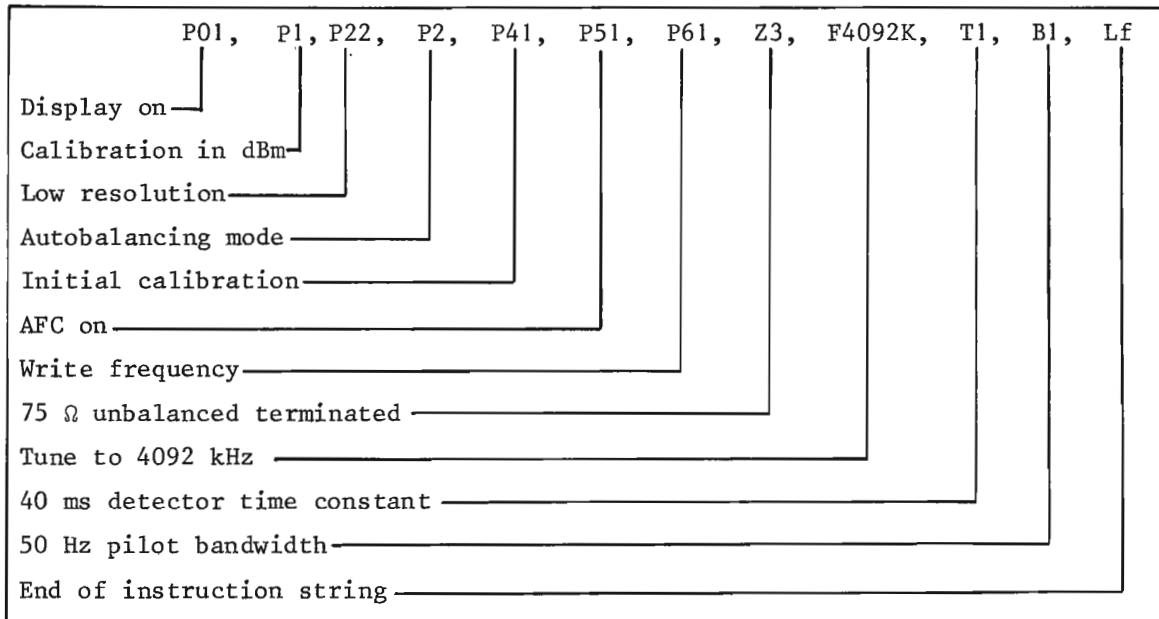 P01, P1, P22, P2, P41, P51, P61, Z3, F4092K, T1, B1, Lf
Display on
Calibration in dBm
Low resolution
Autobalancing mode
Initial calibration
AFC on
Write frequency
75 Ω unbalanced terminated
Tune to 4092 kHz
40 ms detector time constant
50 Hz pilot bandwidth
End of instruction string